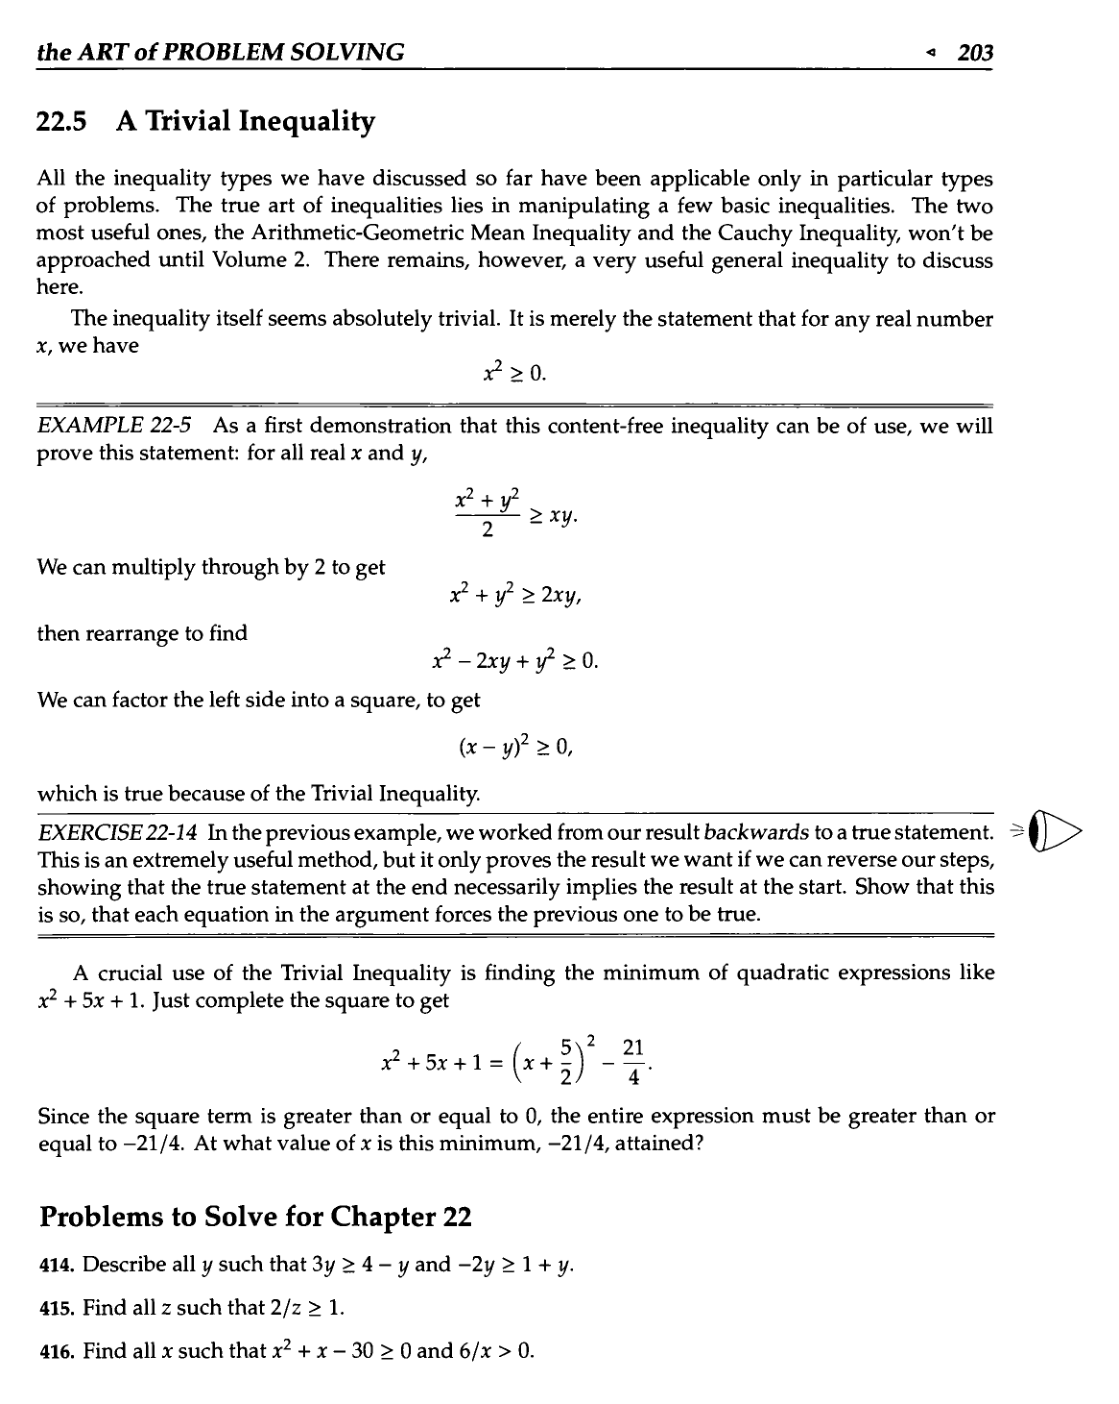 the ART of PROBLEM SOLVING ◁ 203
22.5 A Trivial Inequality
All the inequality types we have discussed so far have been applicable only in particular types
of problems. The true art of inequalities lies in manipulating a few basic inequalities. The two
most useful ones, the Arithmetic-Geometric Mean Inequality and the Cauchy Inequality, won't be
approached until Volume 2. There remains, however, a very useful general inequality to discuss
here.
The inequality itself seems absolutely trivial. It is merely the statement that for any real number
x, we have
x² ≥ 0.
EXAMPLE 22-5 As a first demonstration that this content-free inequality can be of use, we will
prove this statement: for all real x and y,
(x² + y²)/2 ≥ xy.
We can multiply through by 2 to get
x² + y² ≥ 2xy,
then rearrange to find
x² − 2xy + y² ≥ 0.
We can factor the left side into a square, to get
(x − y)² ≥ 0,
which is true because of the Trivial Inequality.
EXERCISE 22-14 In the previous example, we worked from our result backwards to a true statement.
This is an extremely useful method, but it only proves the result we want if we can reverse our steps,
showing that the true statement at the end necessarily implies the result at the start. Show that this
is so, that each equation in the argument forces the previous one to be true.
A crucial use of the Trivial Inequality is finding the minimum of quadratic expressions like
x² + 5x + 1. Just complete the square to get
x² + 5x + 1 = (x + 5/2)² − 21/4.
Since the square term is greater than or equal to 0, the entire expression must be greater than or
equal to −21/4. At what value of x is this minimum, −21/4, attained?
Problems to Solve for Chapter 22
414. Describe all y such that 3y ≥ 4 − y and −2y ≥ 1 + y.
415. Find all z such that 2/z ≥ 1.
416. Find all x such that x² + x − 30 ≥ 0 and 6/x > 0.